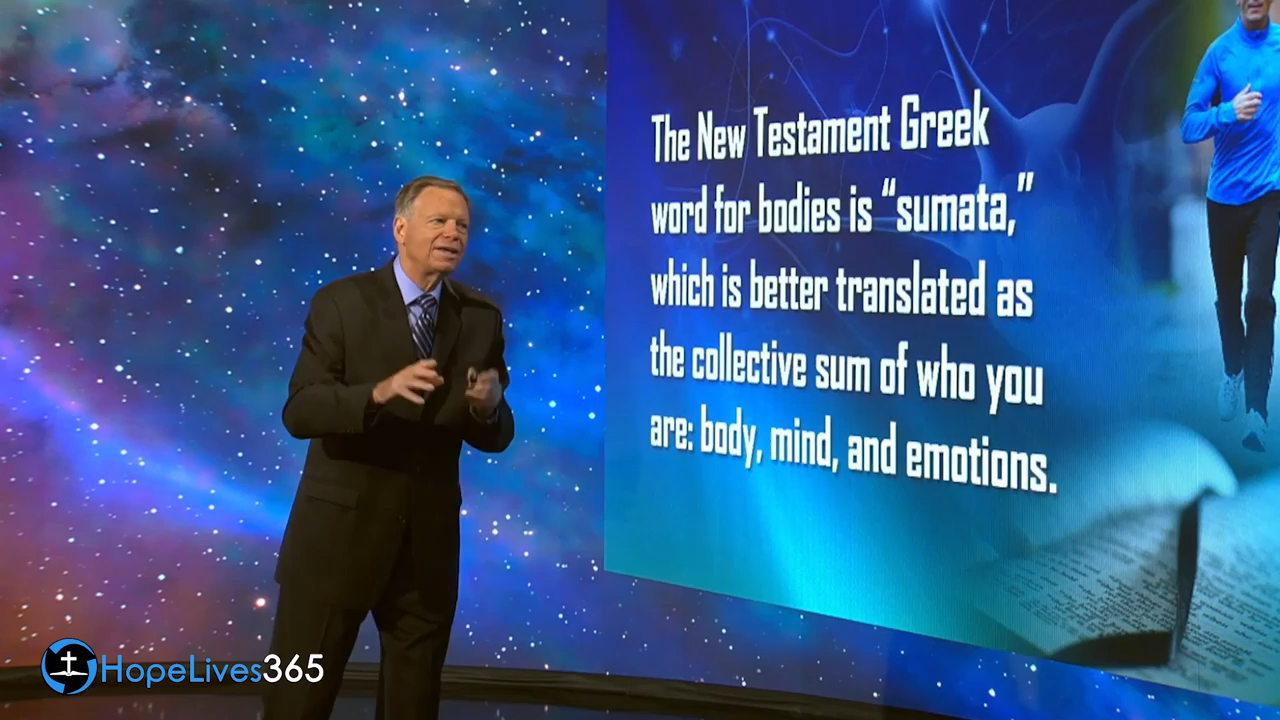 The New Testament Greek
word for bodies is “sumata,”
which is better translated as
the collective sum of who you
are: body, mind, and emotions.
HopeLives365